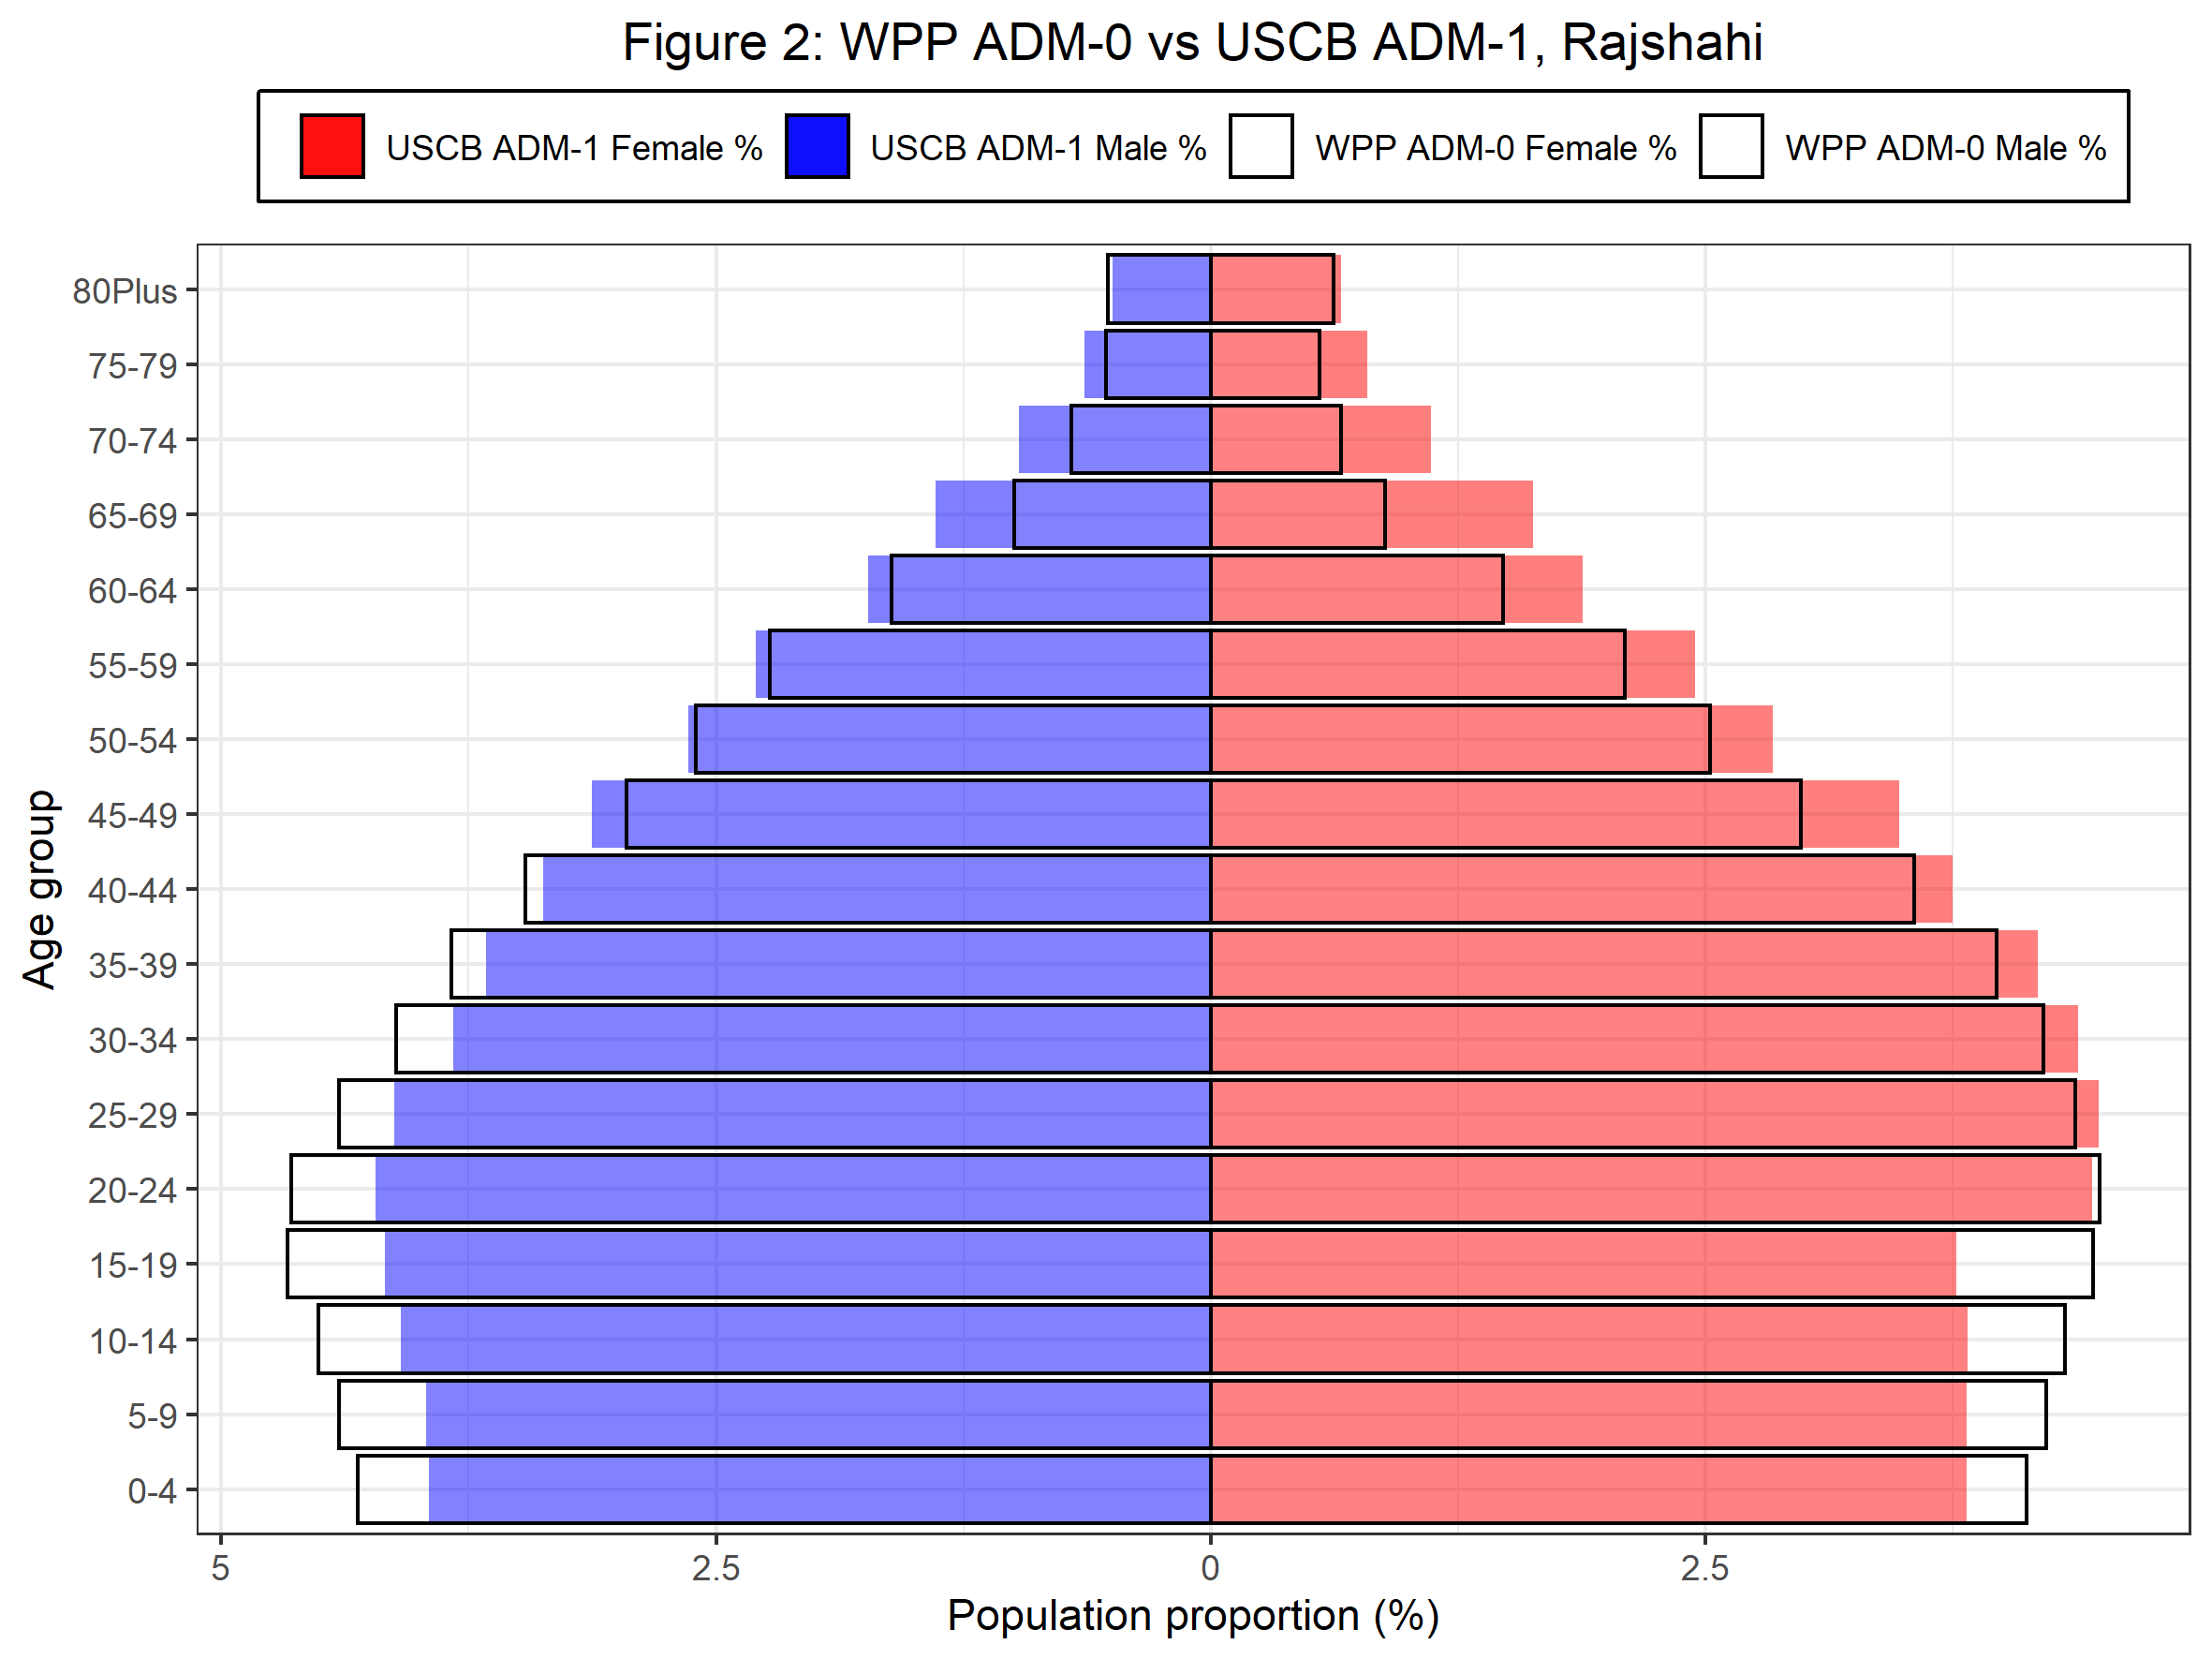 Figure 2: WPP ADM-0 vs USCB ADM-1, Rajshahi
USCB ADM-1 Female % USCB ADM-1 Male % WPP ADM-0 Female % WPP ADM-0 Male %
80Plus
75-79
70-74
65-69
60-64
55-59
50-54
45-49
40-44
35-39
30-34
25-29
20-24
15-19
10-14
5-9
0-4
Age group
5 2.5 0 2.5
Population proportion (%)